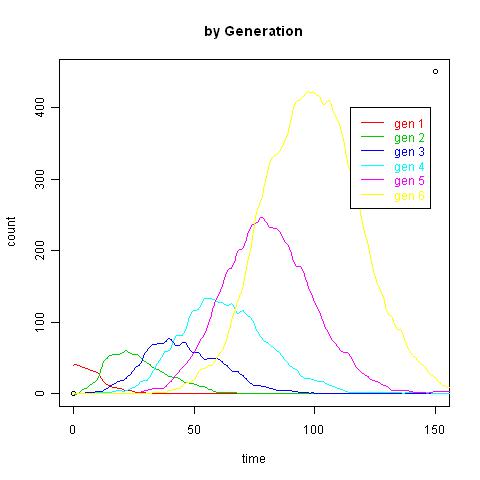 by Generation
count
400
300
200
100
0
gen 1
gen 2
gen 3
gen 4
gen 5
gen 6
0
50
100
150
time